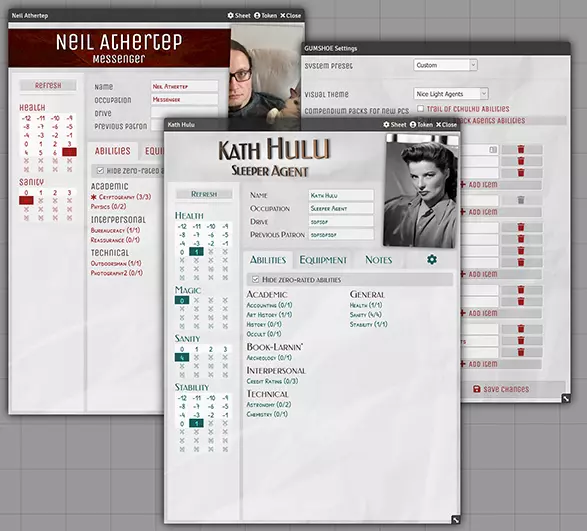 Neil Athertep
Sheet Token Close
Neil Athertep
Messenger
Refresh
Health
-12 -11 -10 -9
-8 -7 -6 -5
-4 -3 -2 -1
0 1 2 3
4 5 6
Sanity
0 1 2 3
Name Neil Athertep
Occupation Messenger
Drive
Previous Patron
Abilities
Hide zero-rated
Academic
Cryptography (3/3)
Physics (0/2)
Interpersonal
Bureaucracy (1/1)
Reassurance (0/1)
Technical
Outdoorsman (1/1)
Photography2 (0/1)
GUMSHOE Settings
Close
System Preset Custom
Visual Theme Nice Light Agents
Compendium packs for new PCs Trail of Cthulhu Abilities
Agents Abilities
Add Item
Add Item
Add Item
Add Item
Add Item
Save Changes
Kath Hulu
Sheet Token Close
Kath Hulu
Sleeper Agent
Refresh
Health
-12 -11 -10 -9
-8 -7 -6 -5
-4 -3 -2 -1
0 1
Magic
0
Sanity
0 1 2 3
4
Stability
-12 -11 -10 -9
-8 -7 -6 -5
-4 -3 -2 -1
0 1
Name Kath Hulu
Occupation Sleeper Agent
Drive sdfsdf
Previous Patron sdfsdfsdf
Abilities Equipment Notes
Hide zero-rated abilities
Academic
Accounting (0/1)
Art History (1/1)
History (0/1)
Occult (0/1)
Book-Larnin'
Archeology (0/1)
Interpersonal
Credit Rating (0/3)
Technical
Astronomy (0/2)
Chemistry (0/1)
General
Health (1/1)
Sanity (4/4)
Stability (1/1)